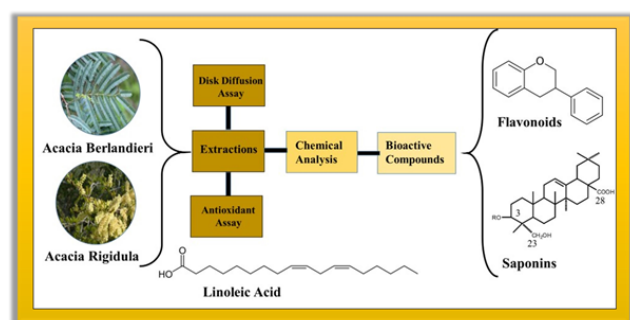 Acacia Berlandieri
Acacia Rigidula
Disk Diffusion
Assay
Extractions
Antioxidant
Assay
Chemical
Analysis
Bioactive
Compounds
HO
O
Linoleic Acid
O
Flavonoids
COOH
28
RO
3
CH₂OH
23
Saponins